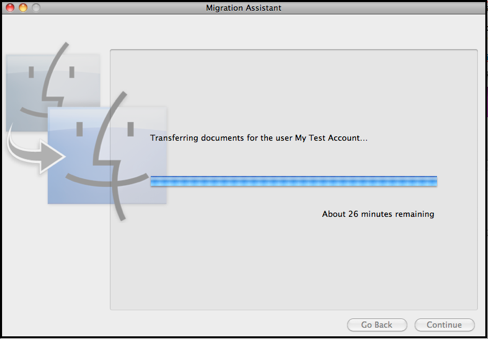 Migration Assistant
Transferring documents for the user My Test Account...
About 26 minutes remaining
Go Back
Continue